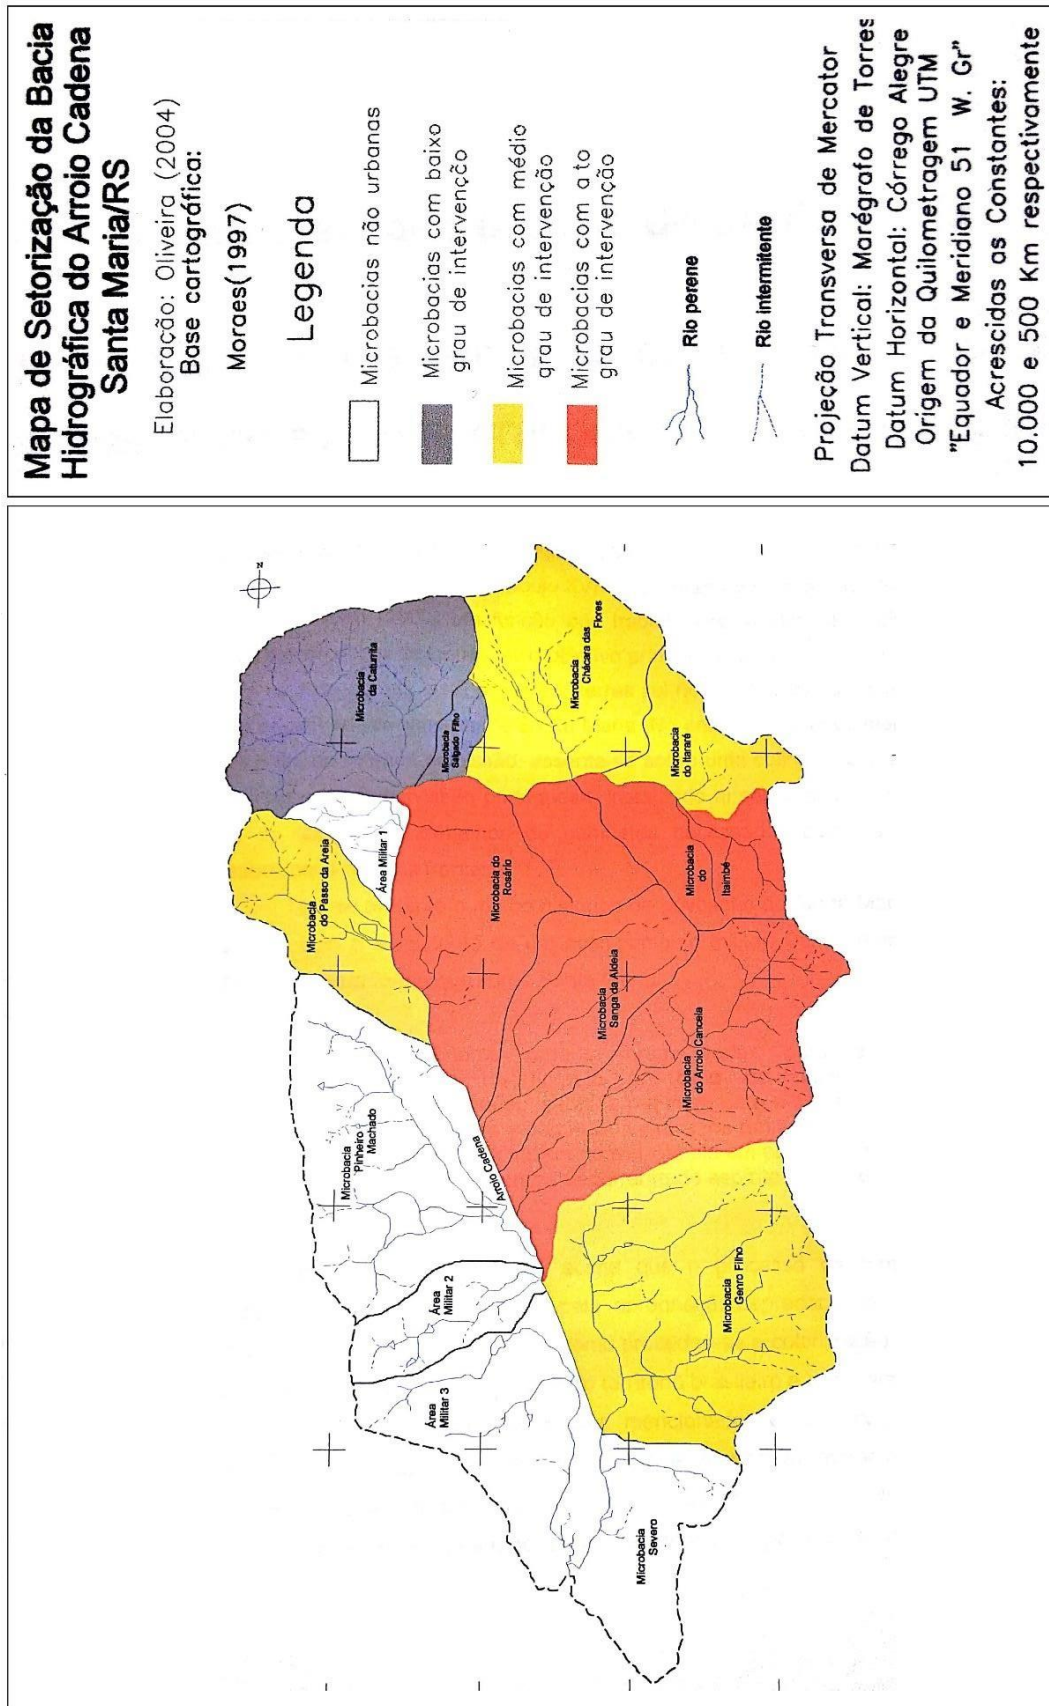 Mapa de Setorização da Bacia
Hidrográfica do Arroio Cadena
Santa Maria/RS
Elaboração: Oliveira (2004)
Base cartográfica:
Moraes(1997)
Legenda
Microbacias não urbanas
Microbacias com baixo
grau de intervenção
Microbacias com médio
grau de intervenção
Microbacias com a to
grau de intervenção
Rio perene
Rio intermitente
Projeção Transversa de Mercator
Datum Vertical: Marégrafo de Torres
Datum Horizontal: Córrego Alegre
Origem da Quilometragem UTM
"Equador e Meridiano 51 W. Gr"
Acrescidas as Constantes:
10.000 e 500 Km respectivamente
N
Microbacia
da Caturrita
Microbacia
Salgado Filho
Microbacia
Chácara das
Flores
Microbacia
do Itararé
Área Militar 1
Microbacia
do Passo da Areia
Microbacia do
Rosário
Microbacia
do
Itaimbé
Microbacia
Sanga da Aldeia
Microbacia
do Arroio Cancela
Arroio Cadena
Microbacia
Pinheiro
Machado
Área
Militar 2
Área
Militar 3
Microbacia
Genro Filho
Microbacia
Severo